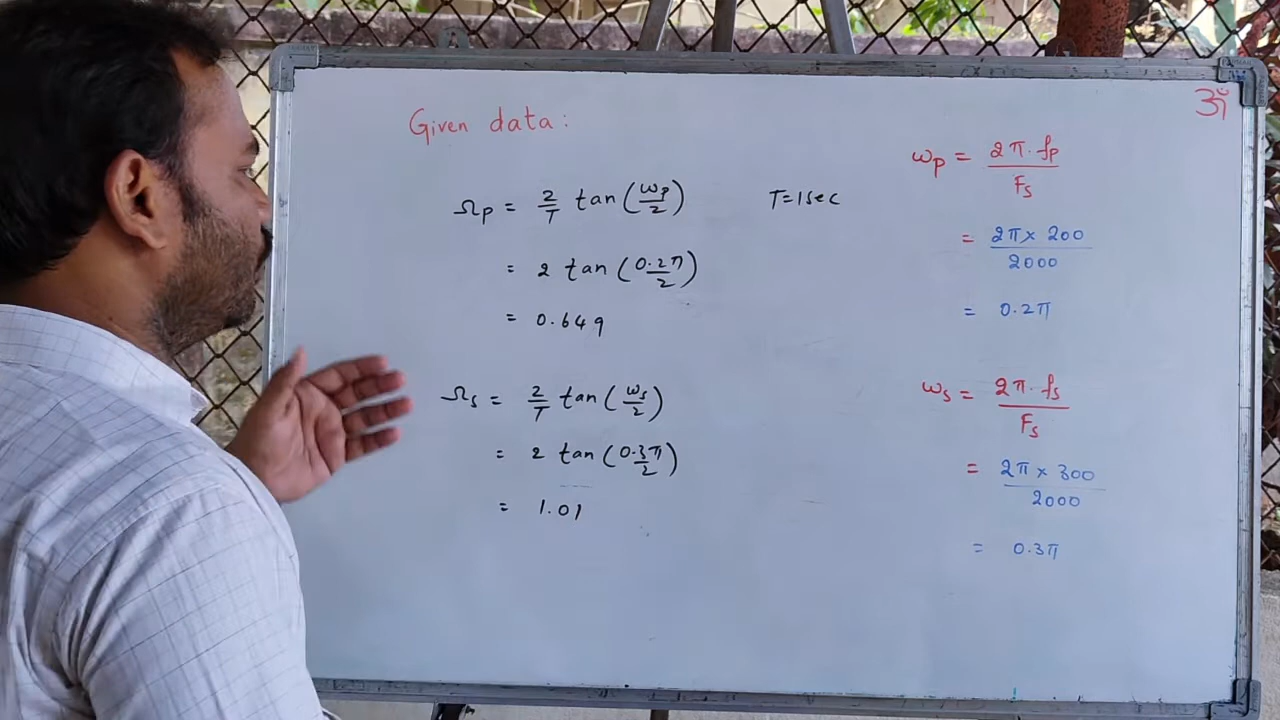 ॐ
Given data:
Ωp = 2/T tan(ωp/2) T=1sec
= 2 tan(0.2π/2)
= 0.649
Ωs = 2/T tan(ωs/2)
= 2 tan(0.3π/2)
= 1.01
ωp = 2π·fp/Fs
= 2π×200/2000
= 0.2π
ωs = 2π·fs/Fs
= 2π×300/2000
= 0.3π